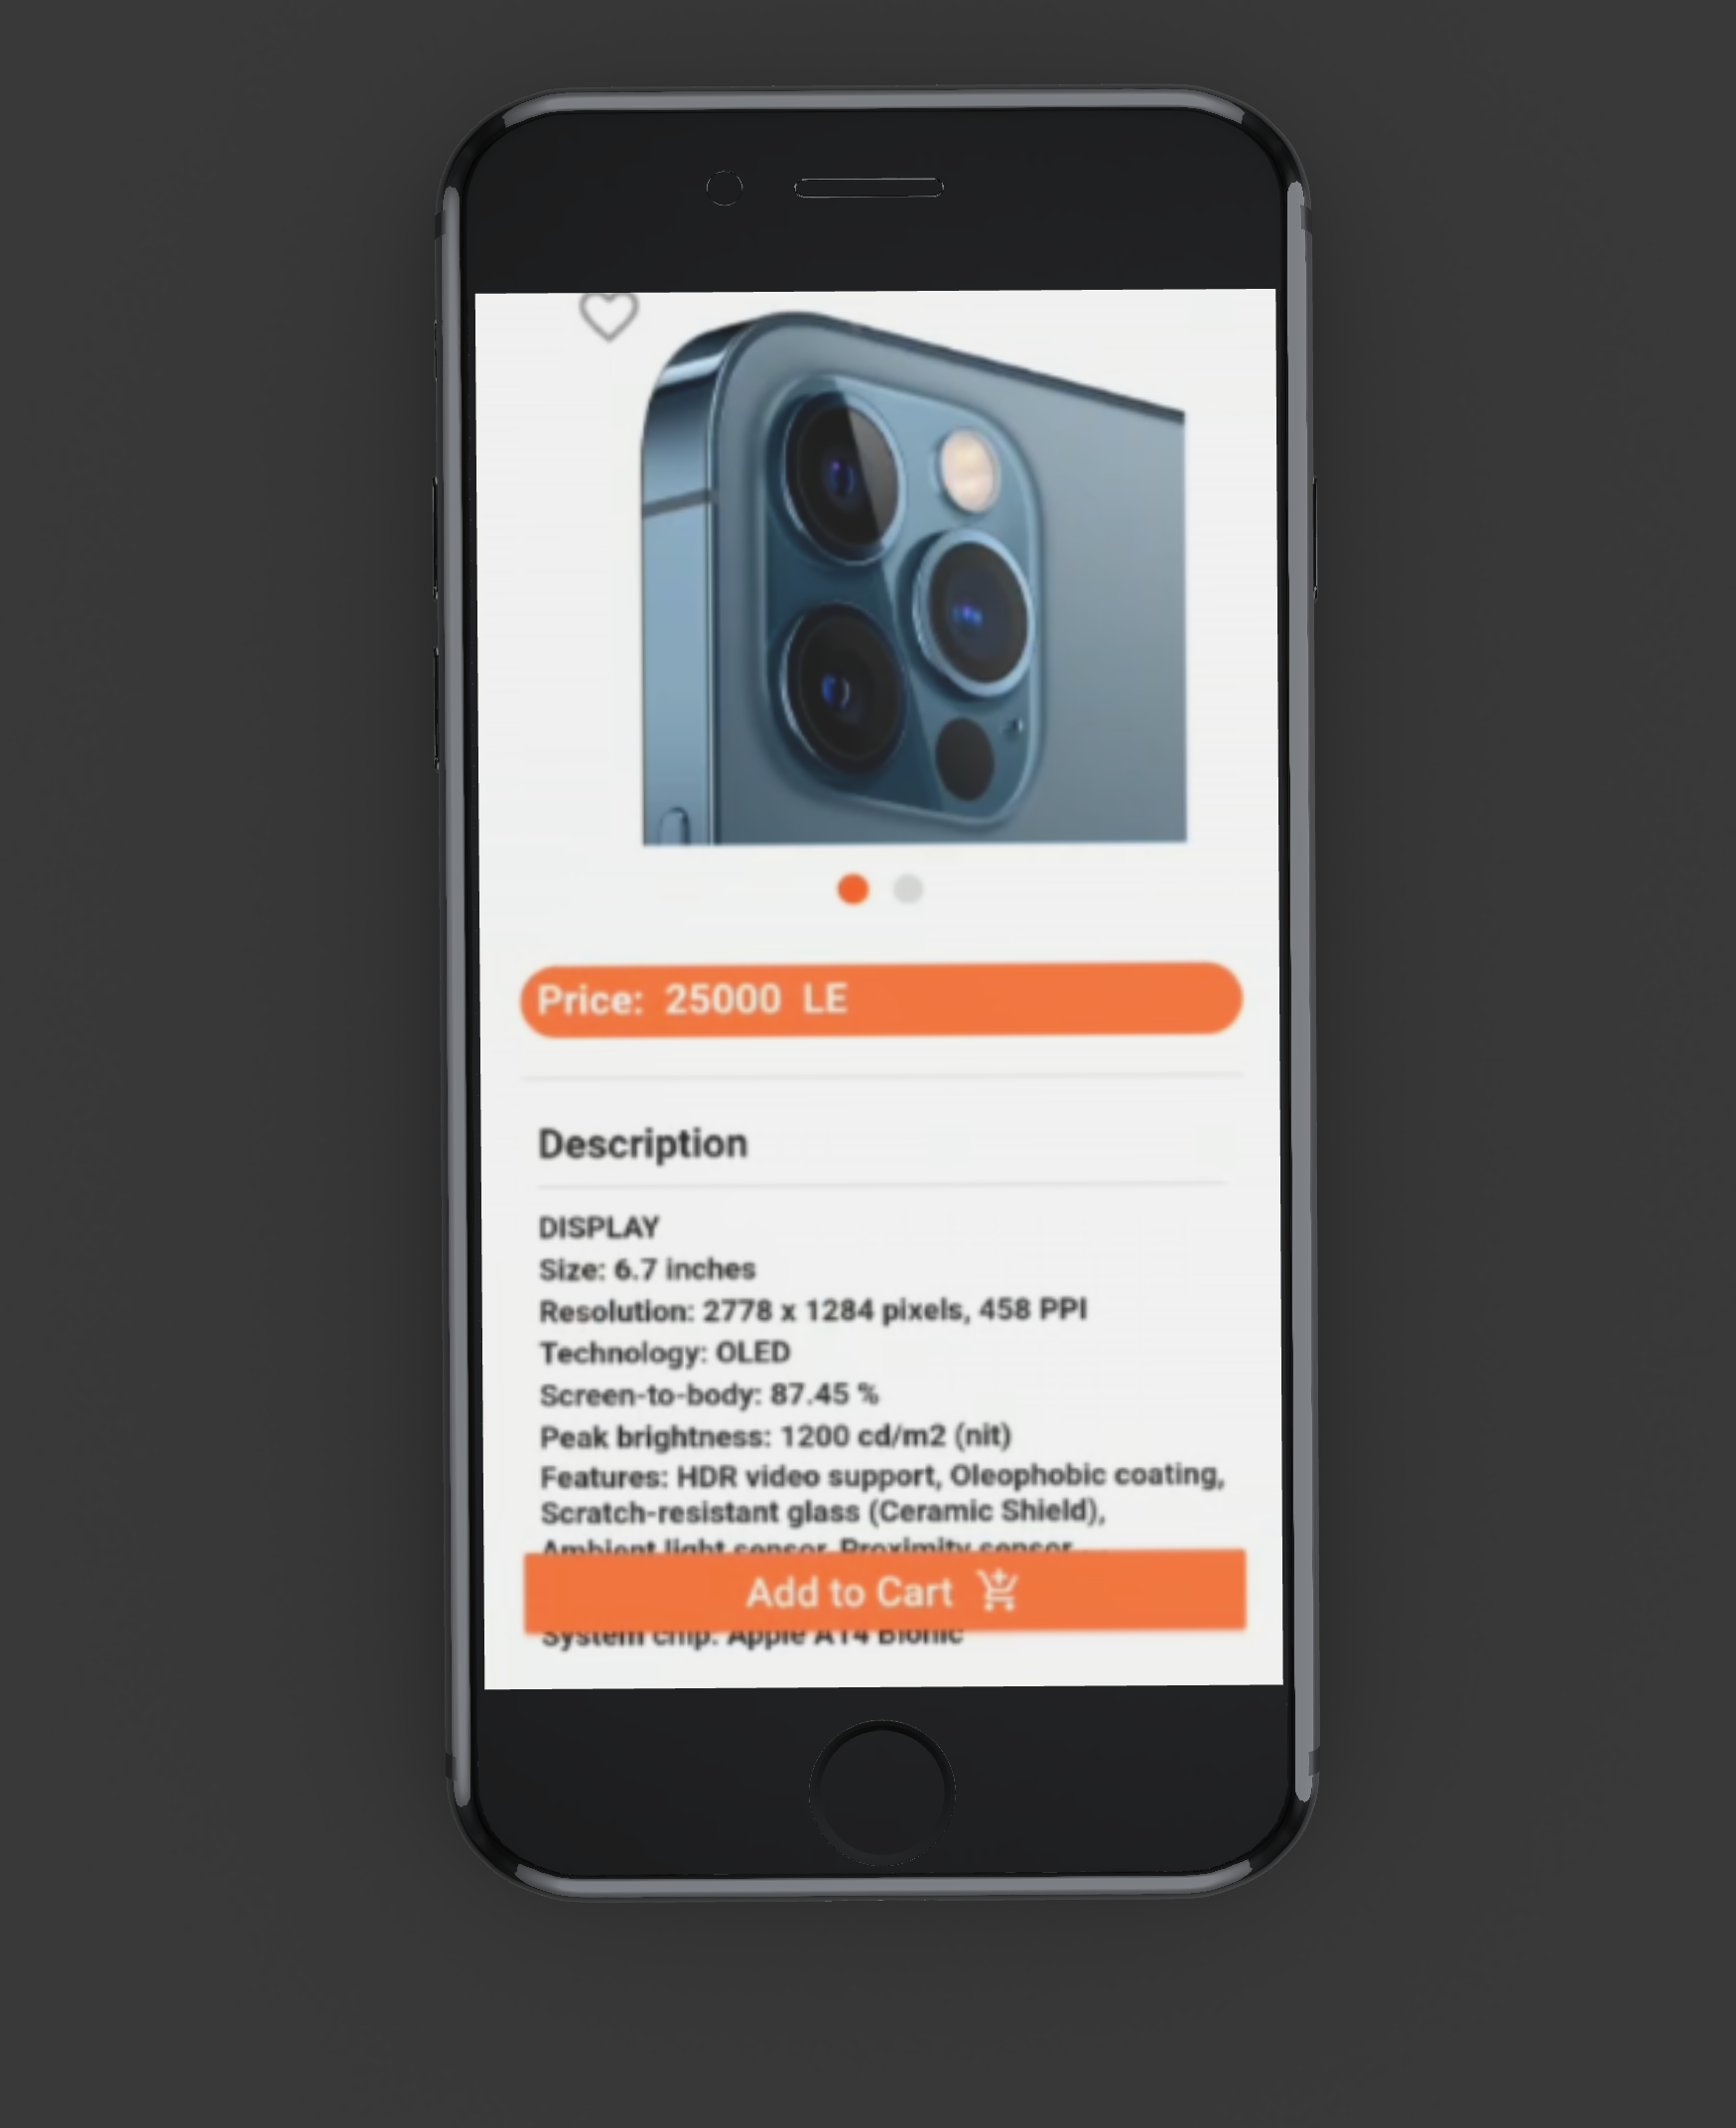 Price: 25000 LE
Description
DISPLAY
Size: 6.7 inches
Resolution: 2778 x 1284 pixels, 458 PPI
Technology: OLED
Screen-to-body: 87.45 %
Peak brightness: 1200 cd/m2 (nit)
Features: HDR video support, Oleophobic coating,
Scratch-resistant glass (Ceramic Shield),
Ambient light sensor, Proximity sensor
Add to Cart
System chip: Apple A14 Bionic